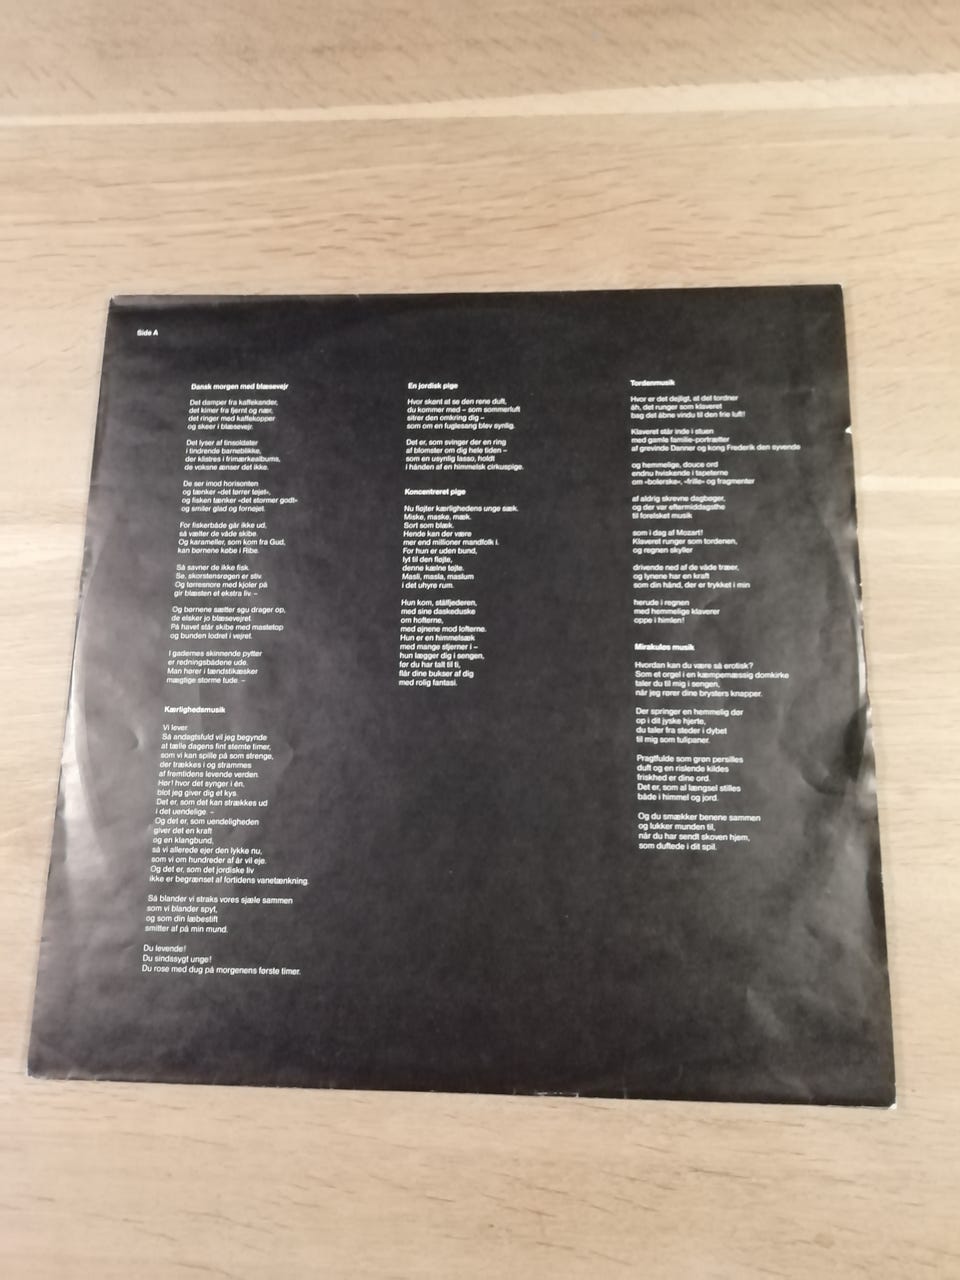 Side A
Dansk morgen med blæsevejr
Det damper fra kaffekander,
det kimer fra fjernt og nær,
det ringer med kaffekopper
og skeer i blæsevejr.
Det lyser af tinsoldater
i tindrende barneblikke,
der klistres i frimærkealbums,
de voksne ænser det ikke.
De ser imod horisonten
og tænker «det tørrer tøjet»,
og fisken tænker «det stormer godt»
og smiler glad og fornøjet.
For fiskerbåde går ikke ud,
så vælter de våde skibe.
Og karameller, som kom fra Gud,
kan børnene købe i Ribe.
Så savner de ikke fisk.
Se, skorstensrøgen er stiv.
Og tørresnore med kjoler på
gir blæsten et ekstra liv. –
Og børnene sætter sgu drager op,
de elsker jo blæsevejret.
På havet står skibe med mastetop
og bunden lodret i vejret.
I gadernes skinnende pytter
er redningsbådene ude.
Man hører i tændstikæsker
mægtige storme tude. –
Kærlighedsmusik
Vi lever
Så andagtsfuld vil jeg begynde
at tælle dagens fint stemte timer,
som vi kan spille på som strenge,
der trækkes i og strammes
af fremtidens levende verden.
Hør! hvor det synger i én,
blot jeg giver dig et kys.
Det er, som det kan strækkes ud
i det uendelige. –
Og det er, som uendeligheden
giver det en kraft
og en klangbund,
så vi allerede ejer den lykke nu,
som vi om hundreder af år vil eje.
Og det er, som det jordiske liv
ikke er begrænset af fortidens vanetænkning.
Så blander vi straks vores sjæle sammen
som vi blander spyt,
og som din læbestift
smitter af på min mund.
Du levende!
Du sindssygt unge!
Du rose med dug på morgenens første timer.
En jordisk pige
Hvor skønt at se den rene duft,
du kommer med – som sommerluft
sitrer den omkring dig –
som om en fuglesang blev synlig.
Det er, som svinger der en ring
af blomster om dig hele tiden –
som en usynlig lasso, holdt
i hånden af en himmelsk cirkuspige.
Koncentreret pige
Nu fløjter kærlighedens unge sæk.
Miske, maske, mæk.
Sort som blæk.
Hende kan der være
mer end millioner mandfolk i.
For hun er uden bund,
lyt til den fløjte,
denne kælne tøjte.
Masli, masla, maslum
i det uhyre rum.
Hun kom, stålfjederen,
med sine daskeduske
om hofterne,
med øjnene mod lofterne.
Hun er en himmelsæk
med mange stjerner i –
hun lægger dig i sengen,
før du har talt til ti,
flår dine bukser af dig
med rolig fantasi.
Tordenmusik
Hvor er det dejligt, at det tordner
åh, det runger som klaveret
bag det åbne vindu til den frie luft!
Klaveret står inde i stuen
med gamle familie-portrætter
af grevinde Danner og kong Frederik den syvende
og hemmelige, douce ord
endnu hviskende i tapeterne
om «bolerske», «frille» og fragmenter
af aldrig skrevne dagbøger,
og der var eftermiddagsthe
til forelsket musik
som i dag af Mozart!
Klaveret runger som tordenen,
og regnen skyller
drivende ned af de våde træer,
og lynene har en kraft
som din hånd, der er trykket i min
herude i regnen
med hemmelige klaverer
oppe i himlen!
Mirakuløs musik
Hvordan kan du være så erotisk?
Som et orgel i en kæmpemæssig domkirke
taler du til mig i sengen,
når jeg rører dine brysters knapper.
Der springer en hemmelig dør
op i dit jyske hjerte,
du taler fra steder i dybet
til mig som tulipaner.
Pragtfulde som grøn persilles
duft og en rislende kildes
friskhed er dine ord.
Det er, som al længsel stilles
både i himmel og jord.
Og du smækker benene sammen
og lukker munden til,
når du har sendt skoven hjem,
som duftede i dit spil.